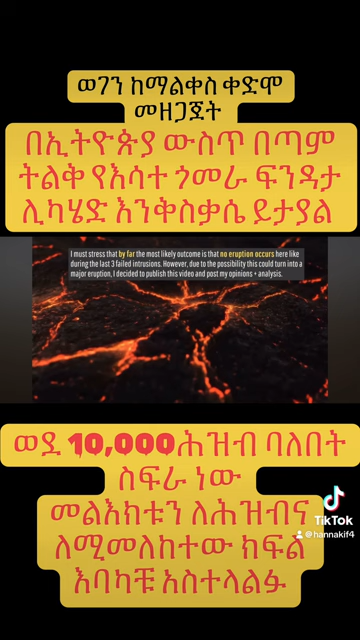 ወገን ከማልቀስ ቀድሞ
መዘጋጀት
በኢትዮጵያ ውስጥ በጣም
ትልቅ የእሳተ ጎመራ ፍንዳታ
ሊካሄድ እንቅስቃሴ ይታያል
I must stress that by far the most likely outcome is that no eruption occurs here like
during the last 3 failed intrusions. However, due to the possibility this could turn into a
major eruption, I decided to publish this video and post my opinions + analysis.
ወደ 10,000ሕዝብ ባለበት
ስፍራ ነው
መልእክቱን ለሕዝብና
ለሚመለከተው ክፍል
እባካቹ አስተላልፉ
TikTok
@hannakif4